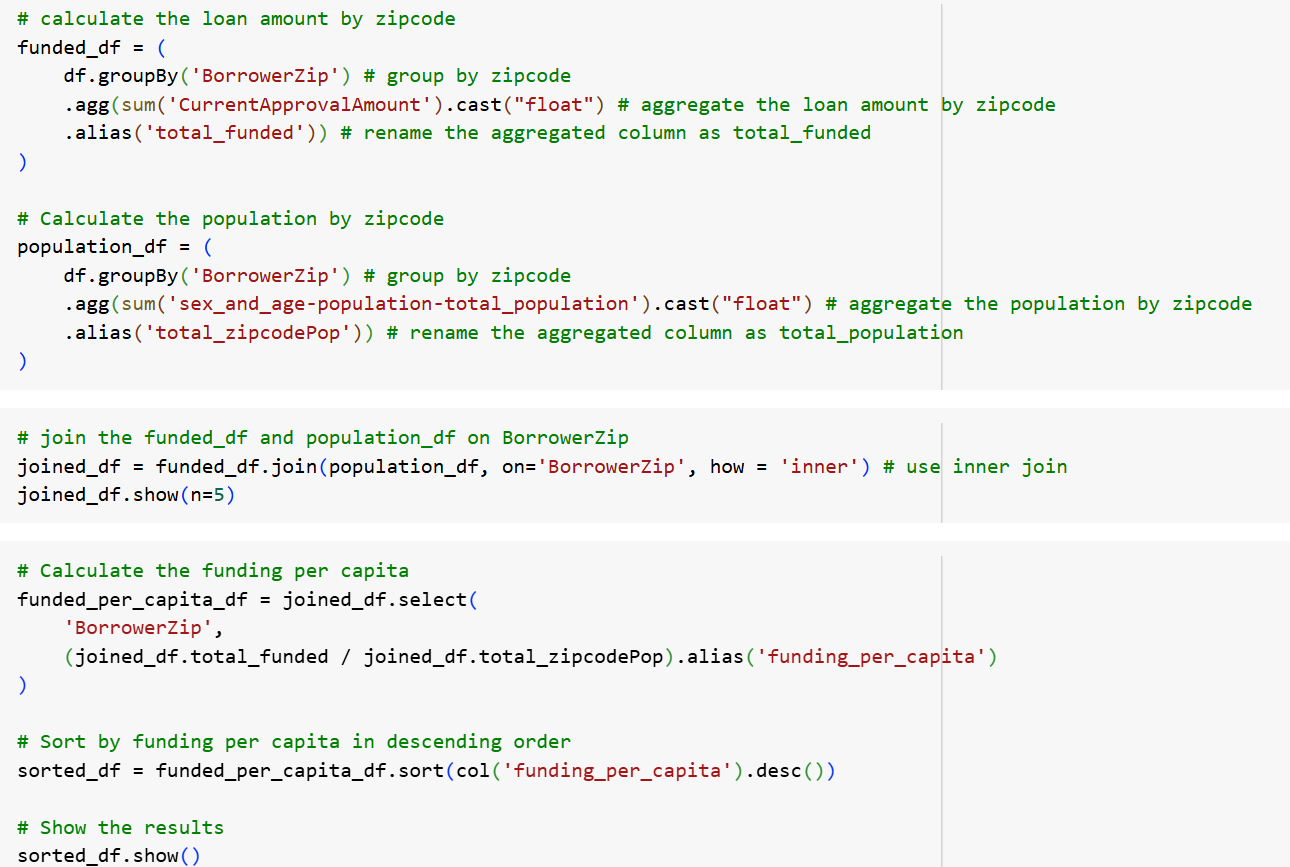 # calculate the loan amount by zipcode
funded_df = (
    df.groupBy('BorrowerZip') # group by zipcode
    .agg(sum('CurrentApprovalAmount').cast("float") # aggregate the loan amount by zipcode
    .alias('total_funded')) # rename the aggregated column as total_funded
)

# Calculate the population by zipcode
population_df = (
    df.groupBy('BorrowerZip') # group by zipcode
    .agg(sum('sex_and_age-population-total_population').cast("float") # aggregate the population by zipcode
    .alias('total_zipcodePop')) # rename the aggregated column as total_population
)

# join the funded_df and population_df on BorrowerZip
joined_df = funded_df.join(population_df, on='BorrowerZip', how = 'inner') # use inner join
joined_df.show(n=5)

# Calculate the funding per capita
funded_per_capita_df = joined_df.select(
    'BorrowerZip',
    (joined_df.total_funded / joined_df.total_zipcodePop).alias('funding_per_capita')
)

# Sort by funding per capita in descending order
sorted_df = funded_per_capita_df.sort(col('funding_per_capita').desc())

# Show the results
sorted_df.show()